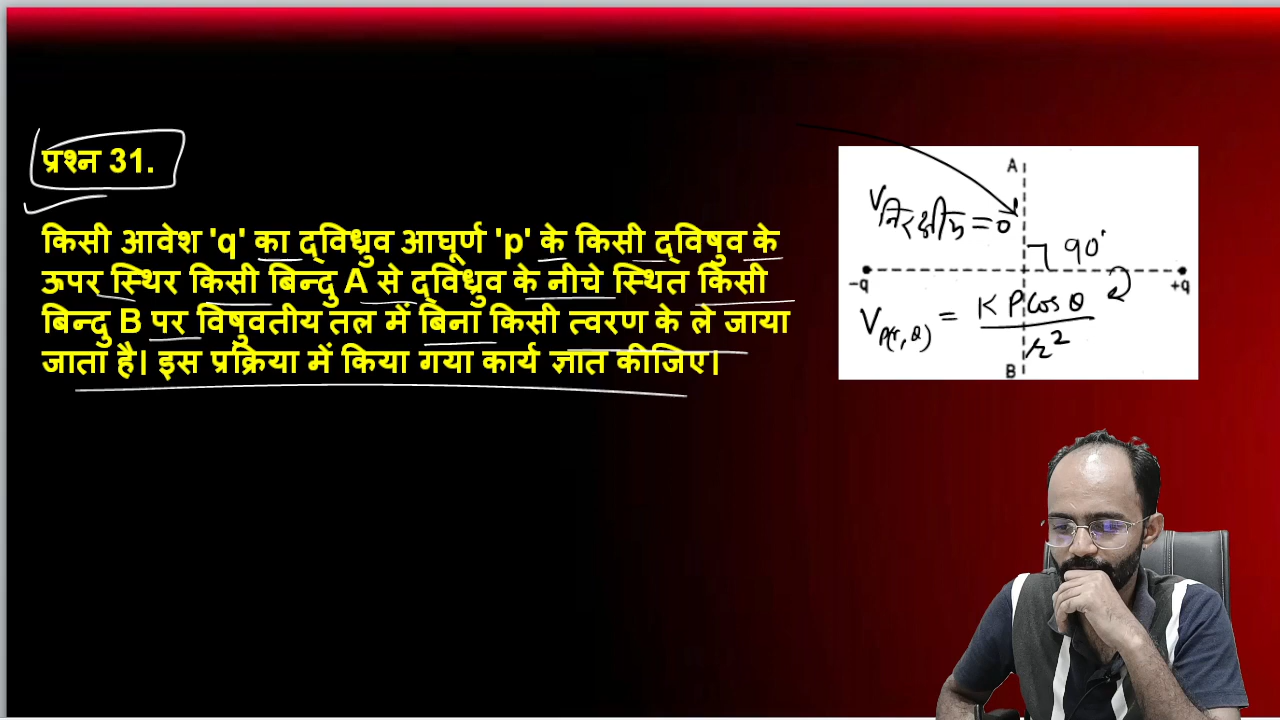 प्रश्न 31.
किसी आवेश 'q' का द्विध्रुव आघूर्ण 'p' के किसी द्विषुव के
ऊपर स्थिर किसी बिन्दु A से द्विध्रुव के नीचे स्थित किसी
बिन्दु B पर विषुवतीय तल में बिना किसी त्वरण के ले जाया
जाता है। इस प्रक्रिया में किया गया कार्य ज्ञात कीजिए।
A
V निरक्षीय = 0
90°
-q
+q
V P(r, θ) = K P Cos θ
r²
B